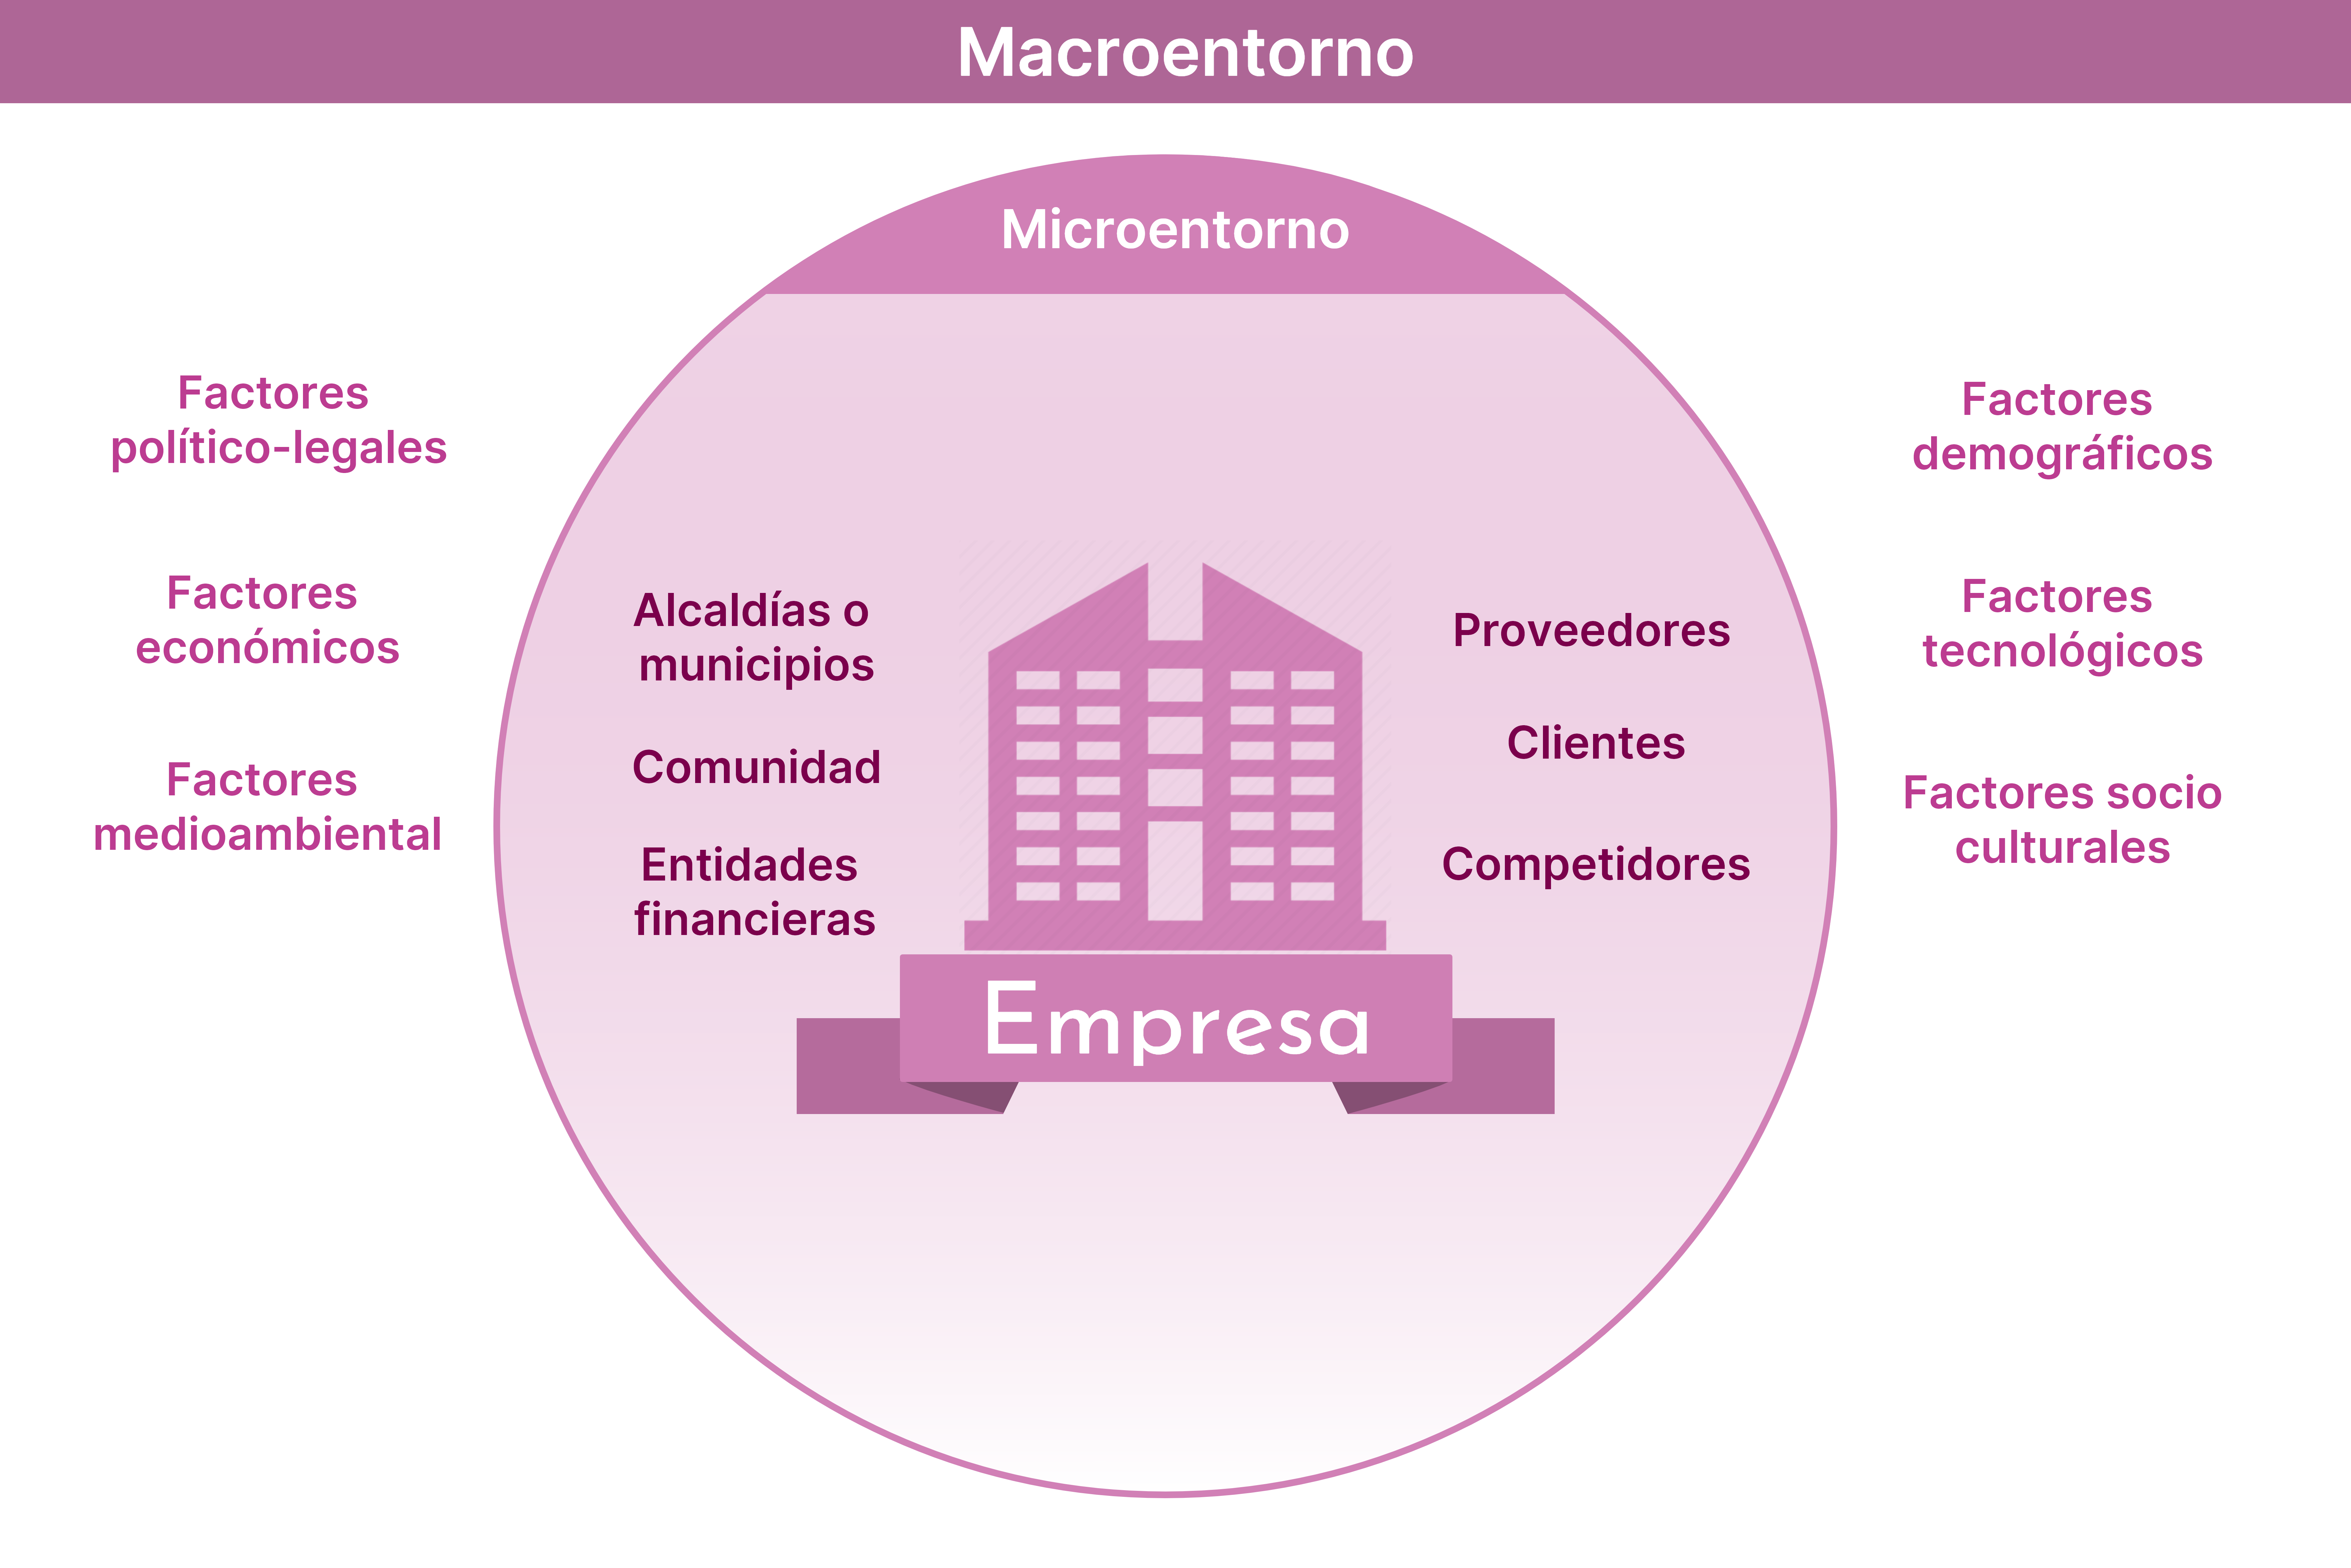 Macroentorno
Microentorno
Factores
político-legales
Factores
económicos
Factores
medioambiental
Alcaldías o
municipios
Comunidad
Entidades
financieras
Proveedores
Clientes
Competidores
Empresa
Factores
demográficos
Factores
tecnológicos
Factores socio
culturales